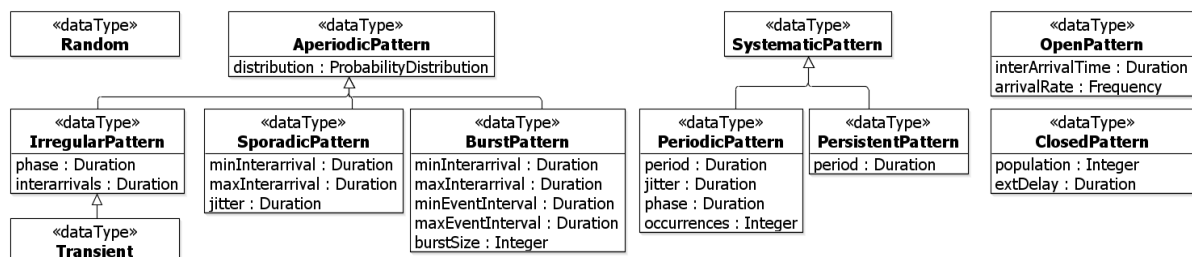 «dataType»
Random
«dataType»
AperiodicPattern
distribution : ProbabilityDistribution
«dataType»
SystematicPattern
«dataType»
OpenPattern
interArrivalTime : Duration
arrivalRate : Frequency
«dataType»
IrregularPattern
phase : Duration
interarrivals : Duration
«dataType»
SporadicPattern
minInterarrival : Duration
maxInterarrival : Duration
jitter : Duration
«dataType»
BurstPattern
minInterarrival : Duration
maxInterarrival : Duration
minEventInterval : Duration
maxEventInterval : Duration
burstSize : Integer
«dataType»
PeriodicPattern
period : Duration
jitter : Duration
phase : Duration
occurrences : Integer
«dataType»
PersistentPattern
period : Duration
«dataType»
ClosedPattern
population : Integer
extDelay : Duration
«dataType»
Transient